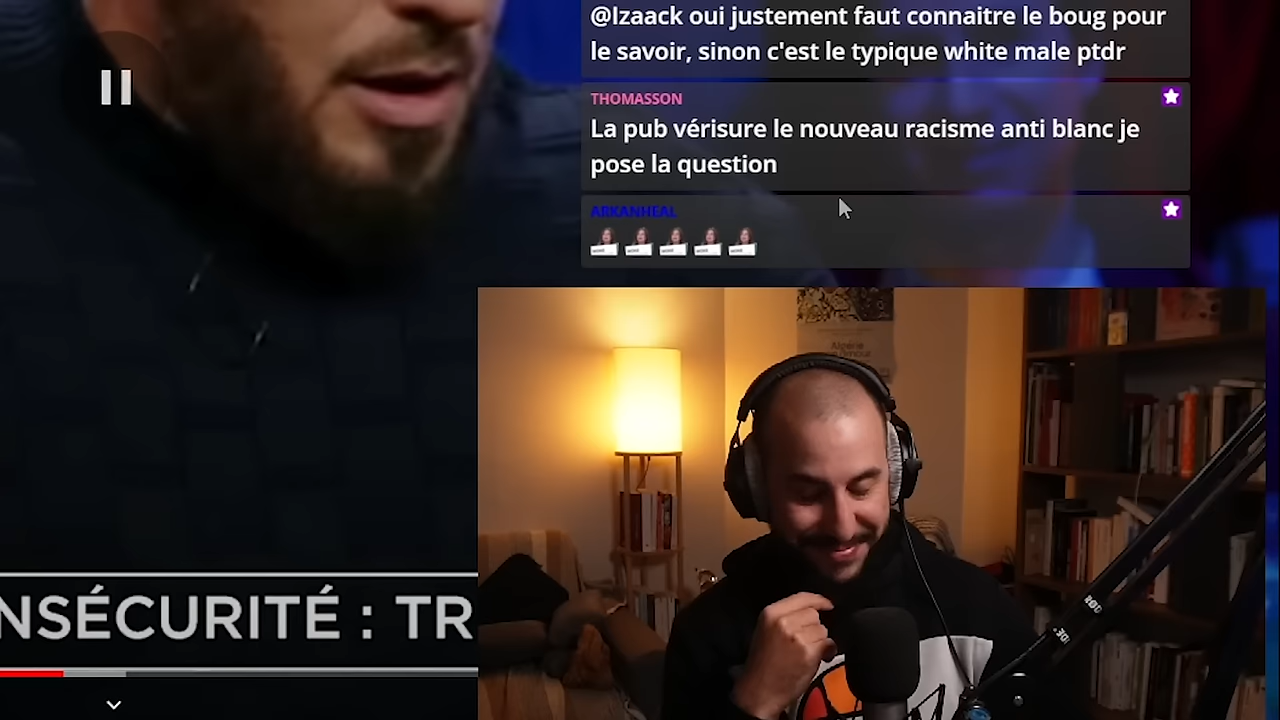 @Izaack oui justement faut connaitre le boug pour
le savoir, sinon c'est le typique white male ptdr
THOMASSON
La pub vérisure le nouveau racisme anti blanc je
pose la question
ARKANHEAL
Algérie
NSÉCURITÉ : TR